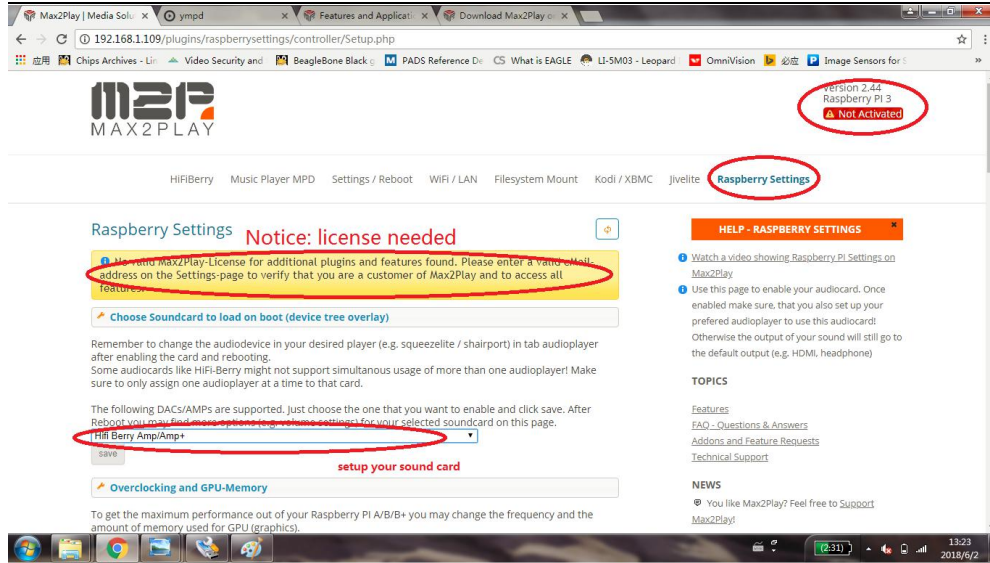 Max2Play | Media Solu
ympd
Features and Applicati
Download Max2Play o
192.168.1.109/plugins/raspberrysettings/controller/Setup.php
应用
Chips Archives - Lin
Video Security and
BeagleBone Black g
PADS Reference De
CS What is EAGLE
LI-5M03 - Leopard
OmniVision
必应
Image Sensors for S
»
M2P
MAX2PLAY
Version 2.44
Raspberry PI 3
Not Activated
HiFiBerry
Music Player MPD
Settings / Reboot
WiFi / LAN
Filesystem Mount
Kodi / XBMC
Jivelite
Raspberry Settings
Raspberry Settings
Notice: license needed
No valid Max2Play-License for additional plugins and features found. Please enter a valid eMail-
address on the Settings-page to verify that you are a customer of Max2Play and to access all
features.
Choose Soundcard to load on boot (device tree overlay)
Remember to change the audiodevice in your desired player (e.g. squeezelite / shairport) in tab audioplayer
after enabling the card and rebooting.
Some audiocards like HiFi-Berry might not support simultanous usage of more than one audioplayer! Make
sure to only assign one audioplayer at a time to that card.
The following DACs/AMPs are supported. Just choose the one that you want to enable and click save. After
Reboot you may find more options (e.g. volume settings) for your selected soundcard on this page.
Hifi Berry Amp/Amp+
save
setup your sound card
Overclocking and GPU-Memory
To get the maximum performance out of your Raspberry PI A/B/B+ you may change the frequency and the
amount of memory used for GPU (graphics).
HELP - RASPBERRY SETTINGS
Watch a video showing Raspberry PI Settings on
Max2Play
Use this page to enable your audiocard. Once
enabled make sure, that you also set up your
prefered audioplayer to use this audiocard!
Otherwise the output of your sound will still go to
the default output (e.g. HDMI, headphone)
TOPICS
Features
FAQ - Questions & Answers
Addons and Feature Requests
Technical Support
NEWS
You like Max2Play? Feel free to Support
Max2Play!
(2:31)
13:23
2018/6/2